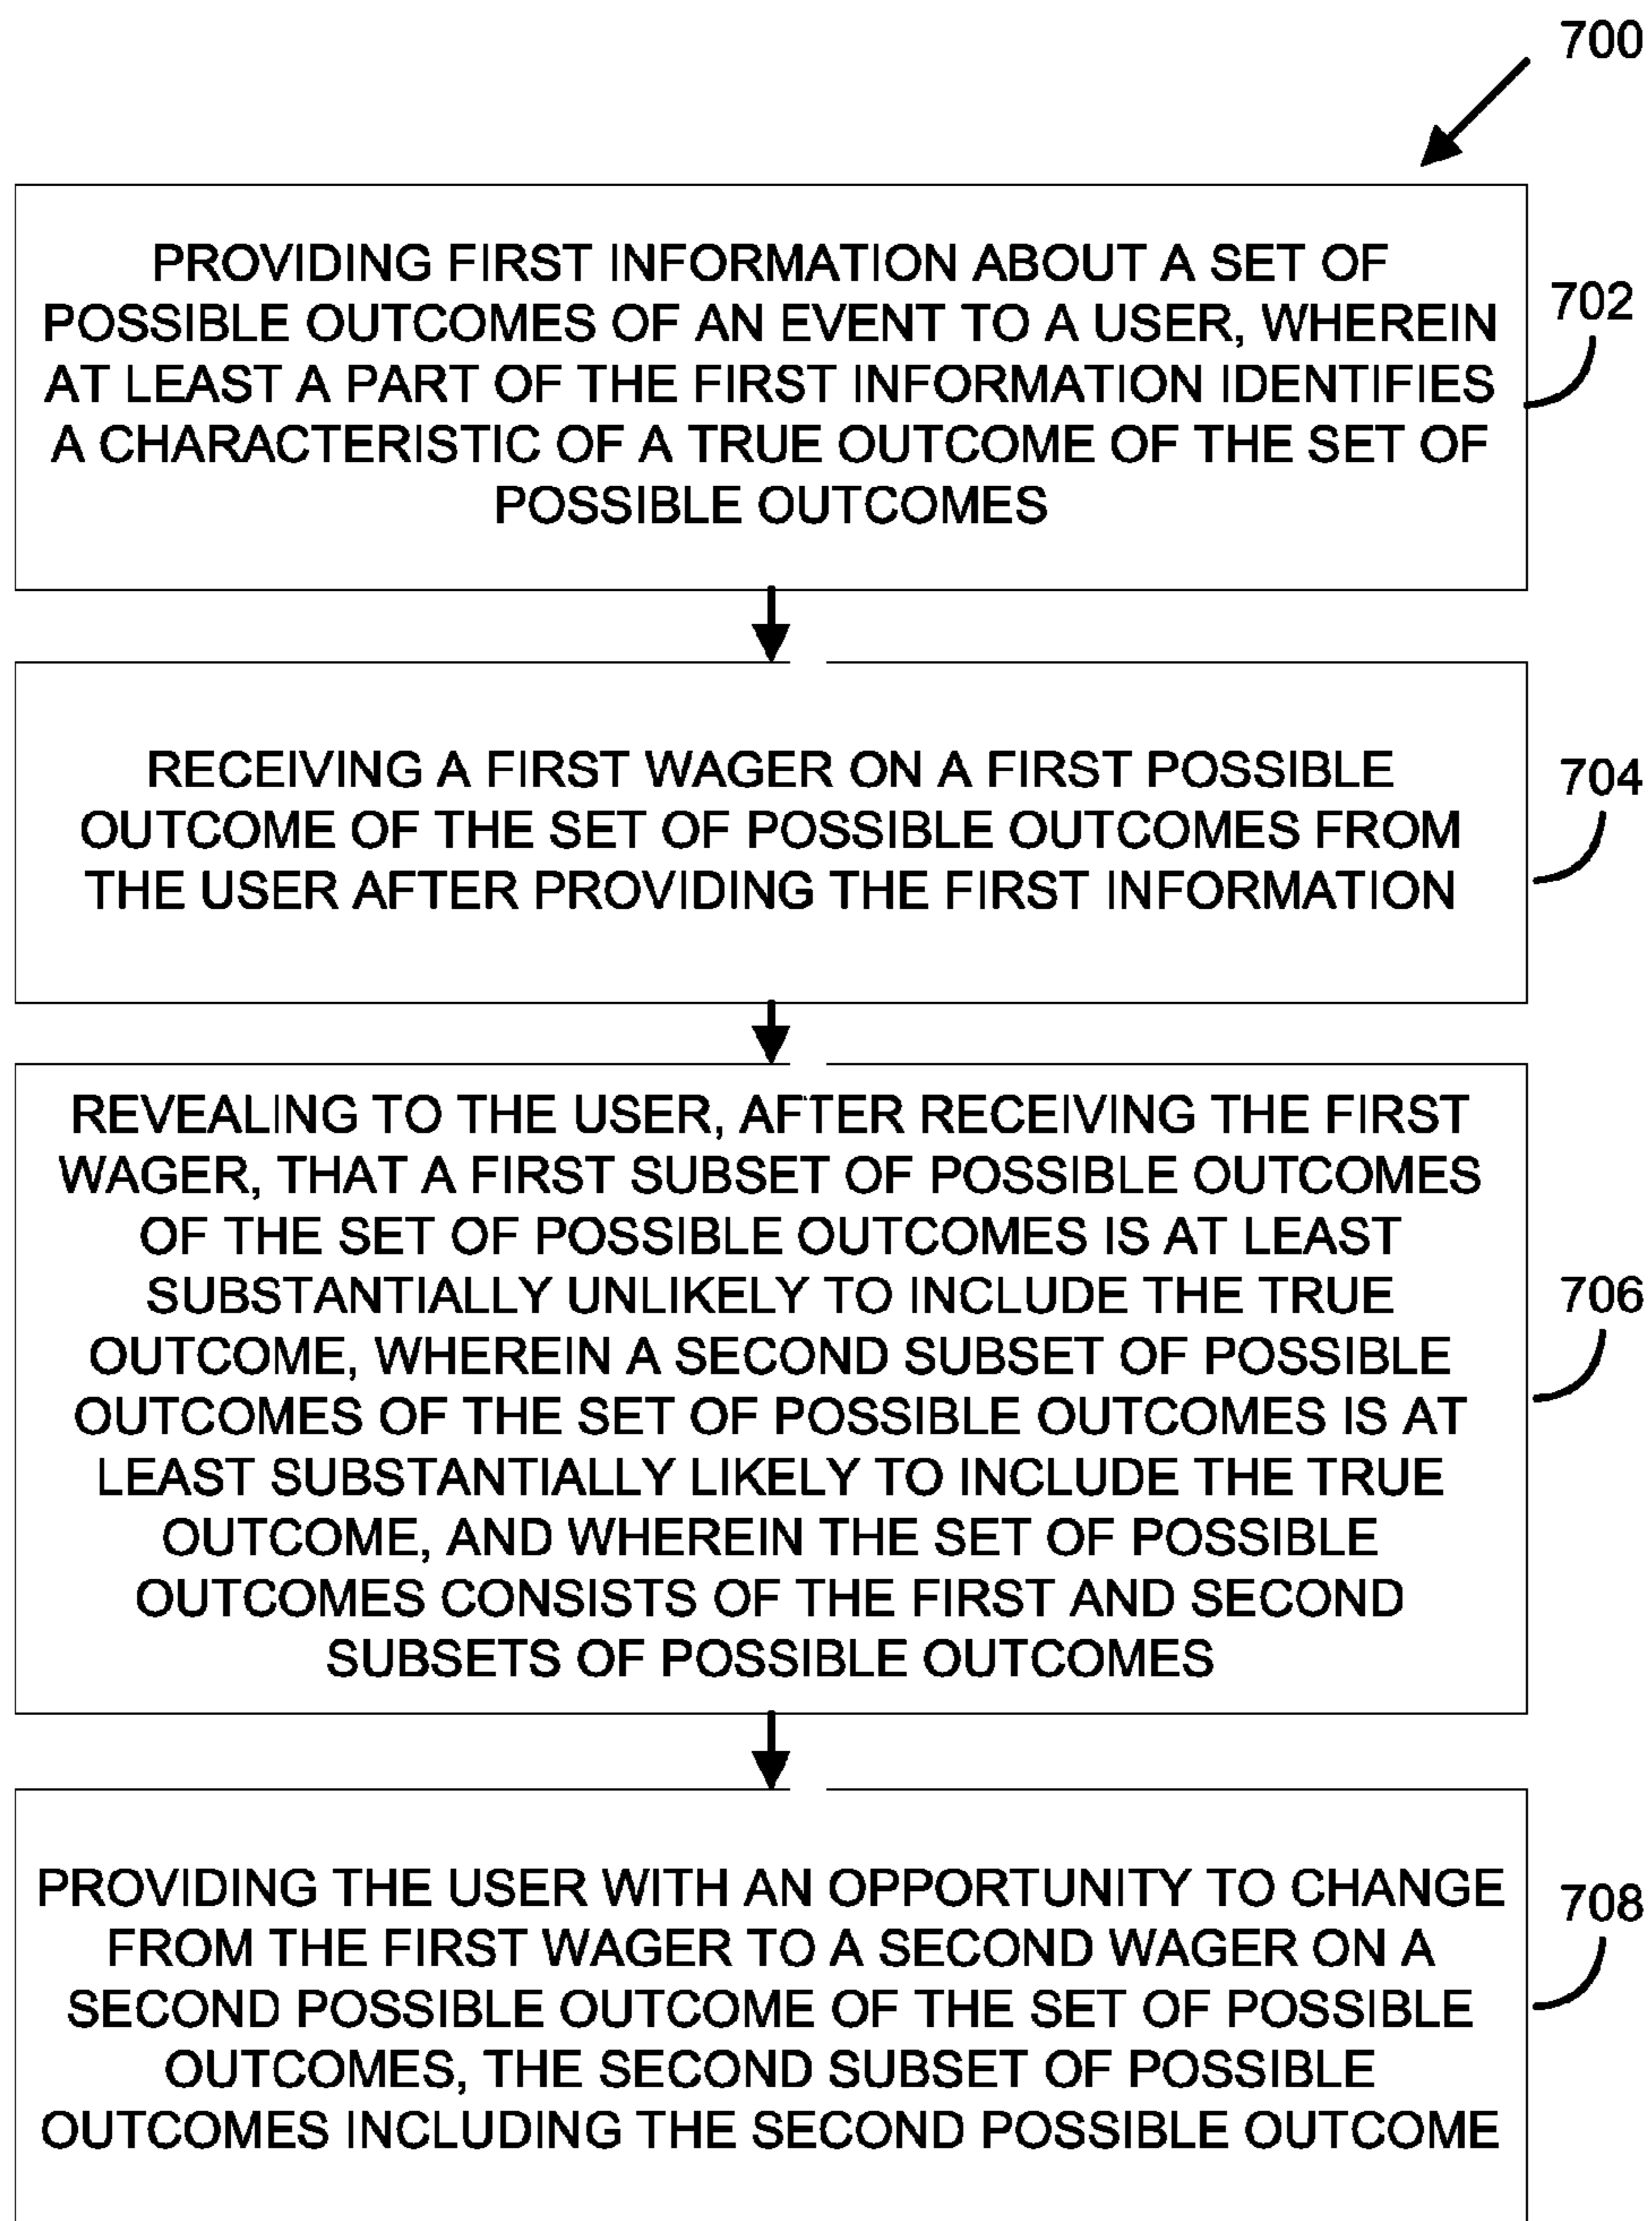 700
PROVIDING FIRST INFORMATION ABOUT A SET OF
POSSIBLE OUTCOMES OF AN EVENT TO A USER, WHEREIN
AT LEAST A PART OF THE FIRST INFORMATION IDENTIFIES
A CHARACTERISTIC OF A TRUE OUTCOME OF THE SET OF
POSSIBLE OUTCOMES
702
RECEIVING A FIRST WAGER ON A FIRST POSSIBLE
OUTCOME OF THE SET OF POSSIBLE OUTCOMES FROM
THE USER AFTER PROVIDING THE FIRST INFORMATION
704
REVEALING TO THE USER, AFTER RECEIVING THE FIRST
WAGER, THAT A FIRST SUBSET OF POSSIBLE OUTCOMES
OF THE SET OF POSSIBLE OUTCOMES IS AT LEAST
SUBSTANTIALLY UNLIKELY TO INCLUDE THE TRUE
OUTCOME, WHEREIN A SECOND SUBSET OF POSSIBLE
OUTCOMES OF THE SET OF POSSIBLE OUTCOMES IS AT
LEAST SUBSTANTIALLY LIKELY TO INCLUDE THE TRUE
OUTCOME, AND WHEREIN THE SET OF POSSIBLE
OUTCOMES CONSISTS OF THE FIRST AND SECOND
SUBSETS OF POSSIBLE OUTCOMES
706
PROVIDING THE USER WITH AN OPPORTUNITY TO CHANGE
FROM THE FIRST WAGER TO A SECOND WAGER ON A
SECOND POSSIBLE OUTCOME OF THE SET OF POSSIBLE
OUTCOMES, THE SECOND SUBSET OF POSSIBLE
OUTCOMES INCLUDING THE SECOND POSSIBLE OUTCOME
708